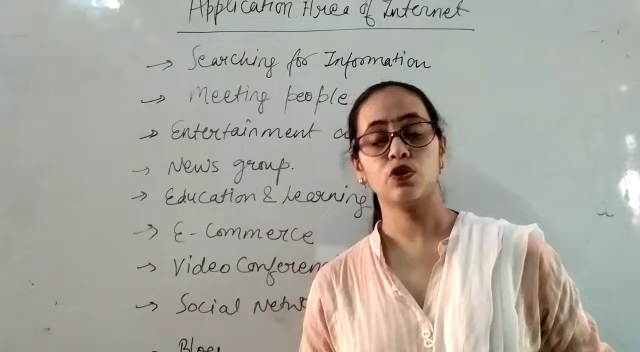 Application Area of Internet
→ Searching for Information
→ Meeting people
→ Entertainment
→ News group.
→ Education & Learning
→ E-Commerce
→ Video Conferen
→ Social Netw